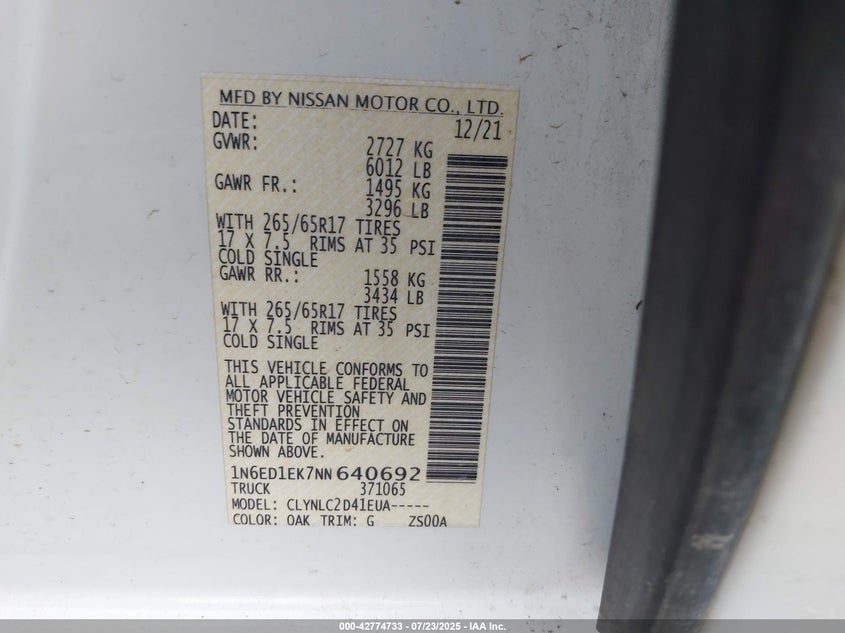 MFD BY NISSAN MOTOR CO., LTD.
DATE: 12/21
GVWR: 2727 KG
6012 LB
GAWR FR.: 1495 KG
3296 LB
WITH 265/65R17 TIRES
17 X 7.5 RIMS AT 35 PSI
COLD SINGLE
GAWR RR.: 1558 KG
3434 LB
WITH 265/65R17 TIRES
17 X 7.5 RIMS AT 35 PSI
COLD SINGLE
THIS VEHICLE CONFORMS TO
ALL APPLICABLE FEDERAL
MOTOR VEHICLE SAFETY AND
THEFT PREVENTION
STANDARDS IN EFFECT ON
THE DATE OF MANUFACTURE
SHOWN ABOVE.
1N6ED1EK7NN640692
TRUCK 371065
MODEL: CLYNLC2D41EUA-----
COLOR: OAK TRIM: G ZS00A
000-42774733 - 07/23/2025 - IAA Inc.